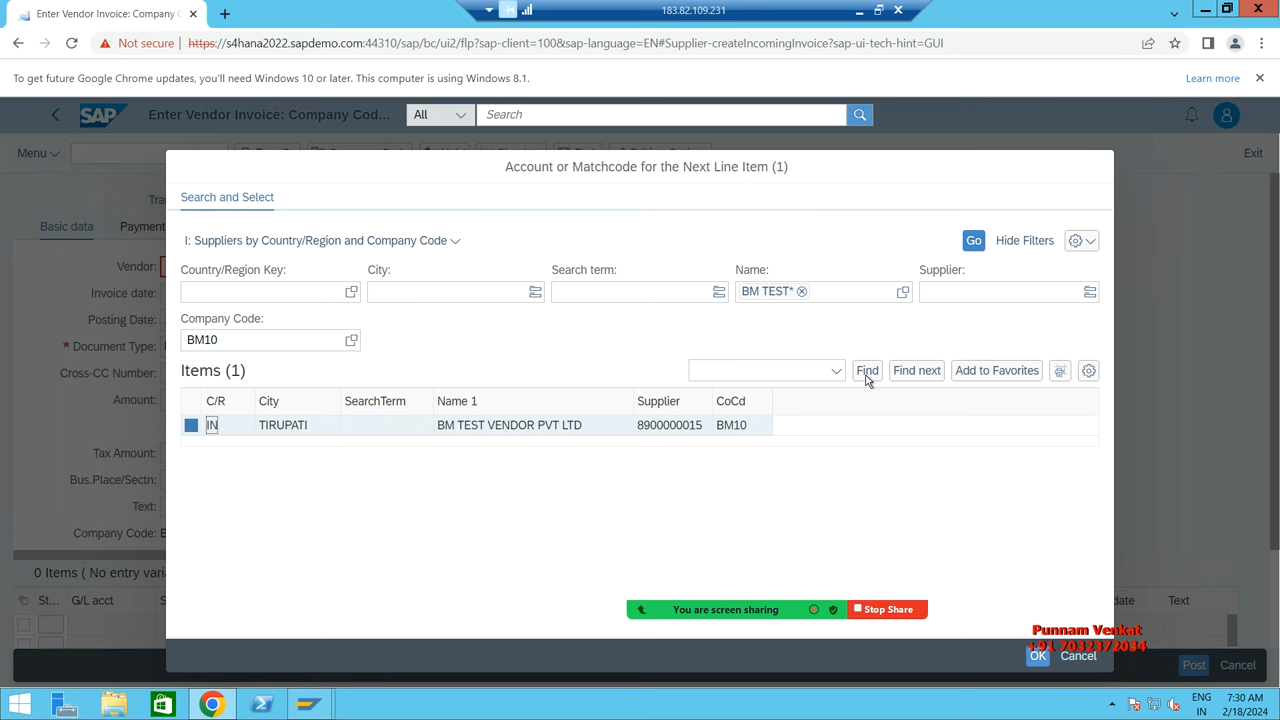 Enter Vendor Invoice: Company C
183.82.109.231
Not secure
https://s4hana2022.sapdemo.com:44310/sap/bc/ui2/flp?sap-client=100&sap-language=EN#Supplier-createIncomingInvoice?sap-ui-tech-hint=GUI
To get future Google Chrome updates, you'll need Windows 10 or later. This computer is using Windows 8.1.
Learn more
SAP
Enter Vendor Invoice: Company Cod...
All
Search
Menu
Exit
Account or Matchcode for the Next Line Item (1)
Search and Select
I: Suppliers by Country/Region and Company Code
Go
Hide Filters
Country/Region Key:
City:
Search term:
Name:
Supplier:
BM TEST*
Company Code:
BM10
Items (1)
Find
Find next
Add to Favorites
C/R City SearchTerm Name 1 Supplier CoCd
IN TIRUPATI BM TEST VENDOR PVT LTD 8900000015 BM10
OK
Cancel
Basic data
Payment
Vendor:
Invoice date:
Posting Date:
* Document Type:
Cross-CC Number:
Amount:
Tax Amount:
Bus.Place/Sectn:
Text:
Company Code: B
0 Items ( No entry varia
St... G/L acct
date
Text
You are screen sharing
Stop Share
Punnam Venkat
+91 7032372034
Post
Cancel
ENG
IN
7:30 AM
2/18/2024